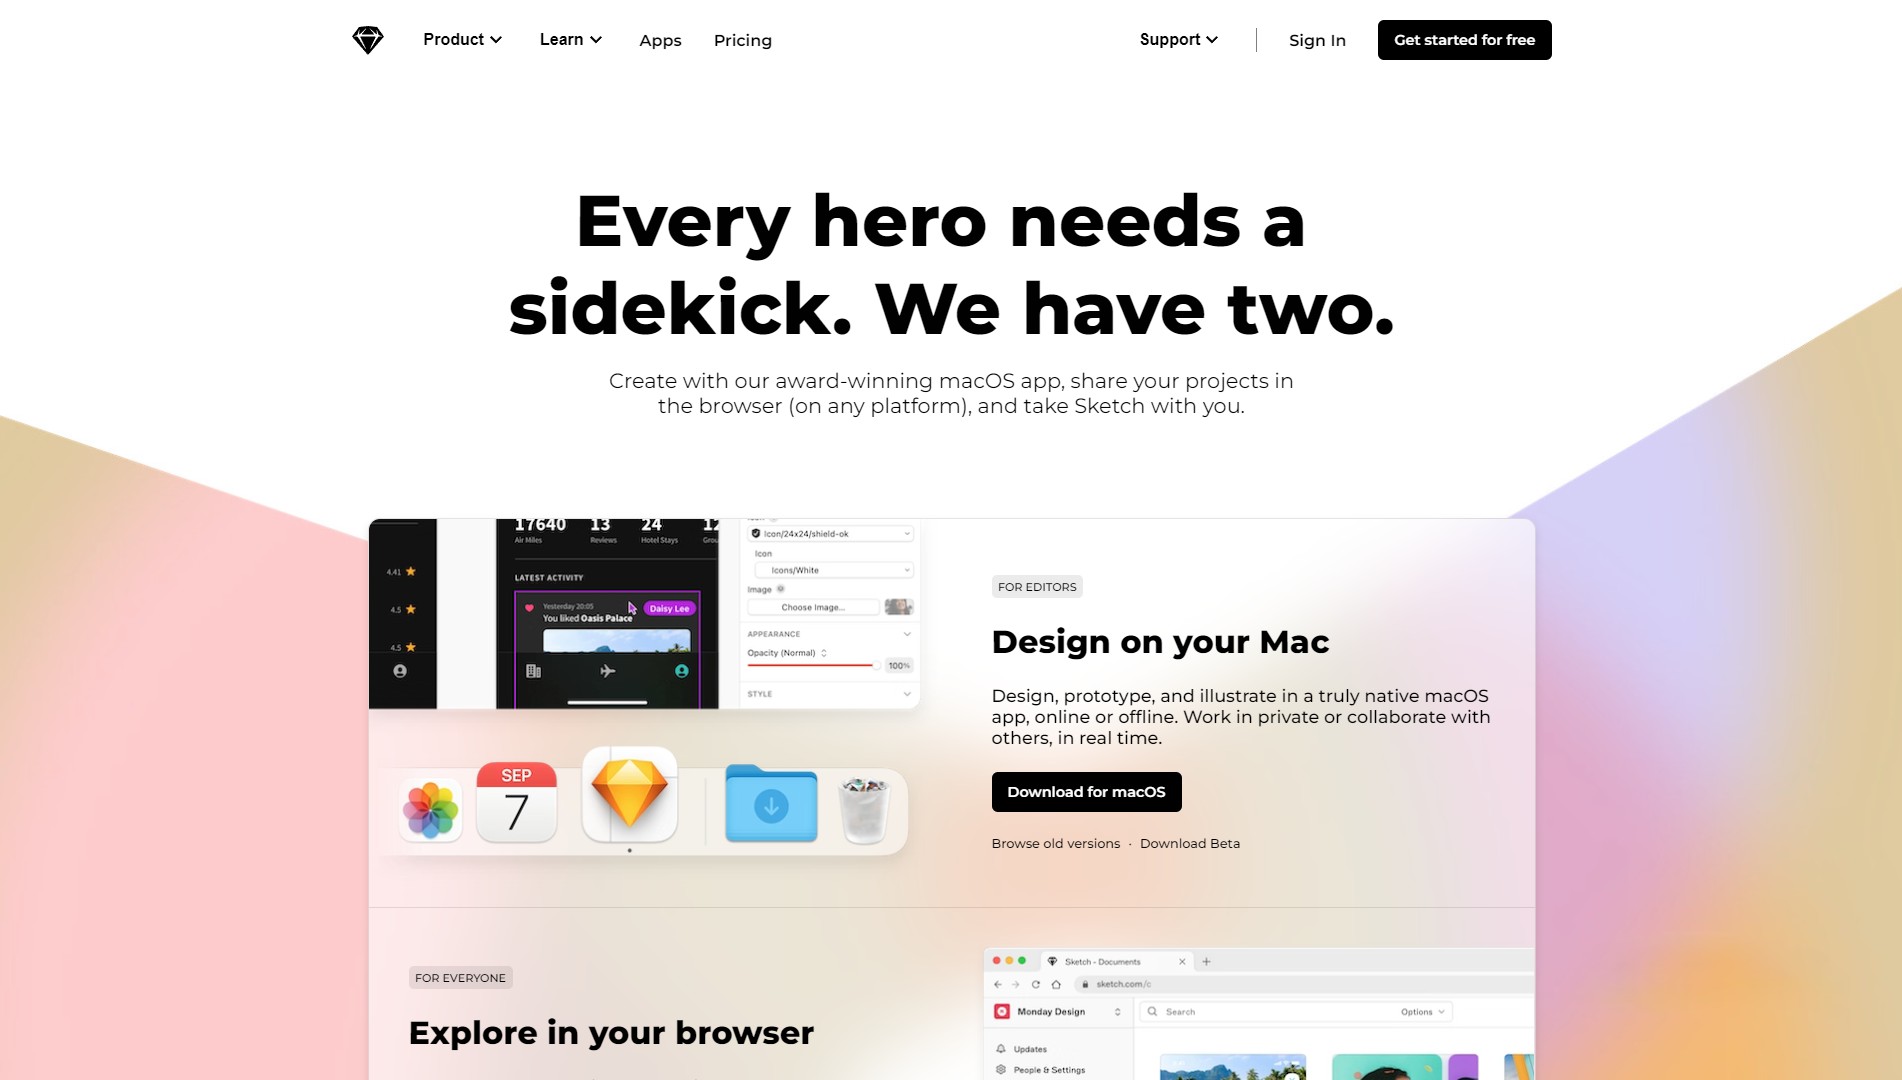 Product
Learn
Apps
Pricing
Support
Sign In
Get started for free
Every hero needs a
sidekick. We have two.
Create with our award-winning macOS app, share your projects in
the browser (on any platform), and take Sketch with you.
17640
13
24
12
Air Miles
Reviews
Hotel Stays
Grou
LATEST ACTIVITY
4.41
4.5
4.5
Yesterday 20:05
You liked Oasis Palace
Daisy Lee
Icon/24x24/shield-ok
Icon
Icons/White
Image
Choose Image...
APPEARANCE
Opacity (Normal)
100%
STYLE
SEP
7
FOR EDITORS
Design on your Mac
Design, prototype, and illustrate in a truly native macOS
app, online or offline. Work in private or collaborate with
others, in real time.
Download for macOS
Browse old versions · Download Beta
FOR EVERYONE
Explore in your browser
Sketch - Documents
sketch.com/c
Monday Design
Search
Options
Updates
People & Settings